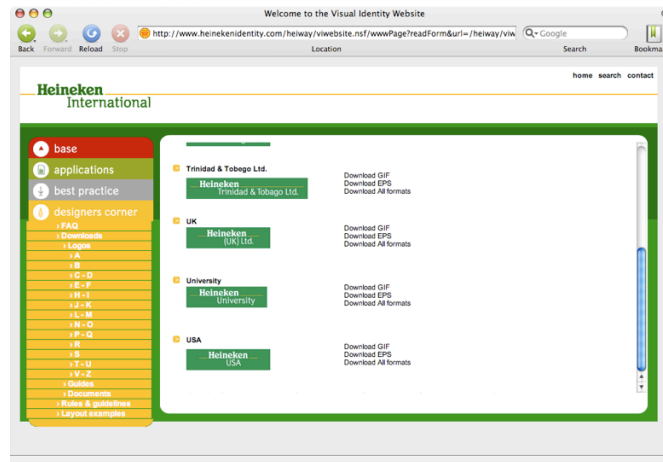 Welcome to the Visual Identity Website
http://www.heinekenidentity.com/heiway/viwebsite.nsf/wwwPage?readForm&url=/heiway/viw
Google
Back Forward Reload Stop Location Search Bookma
home search contact
Heineken
International
base
applications
best practice
designers corner
› FAQ
› Downloads
› Logos
› A
› B
› C - D
› E - F
› H - I
› J - K
› L - M
› N - O
› P - Q
› R
› S
› T - U
› V - Z
› Guides
› Documents
› Rules & guidelines
› Layout examples
Trinidad & Tobego Ltd.
Heineken
Trinidad & Tobago Ltd.
Download GIF
Download EPS
Download All formats
UK
Heineken
(UK) Ltd.
Download GIF
Download EPS
Download All formats
University
Heineken
University
Download GIF
Download EPS
Download All formats
USA
Heineken
USA
Download GIF
Download EPS
Download All formats